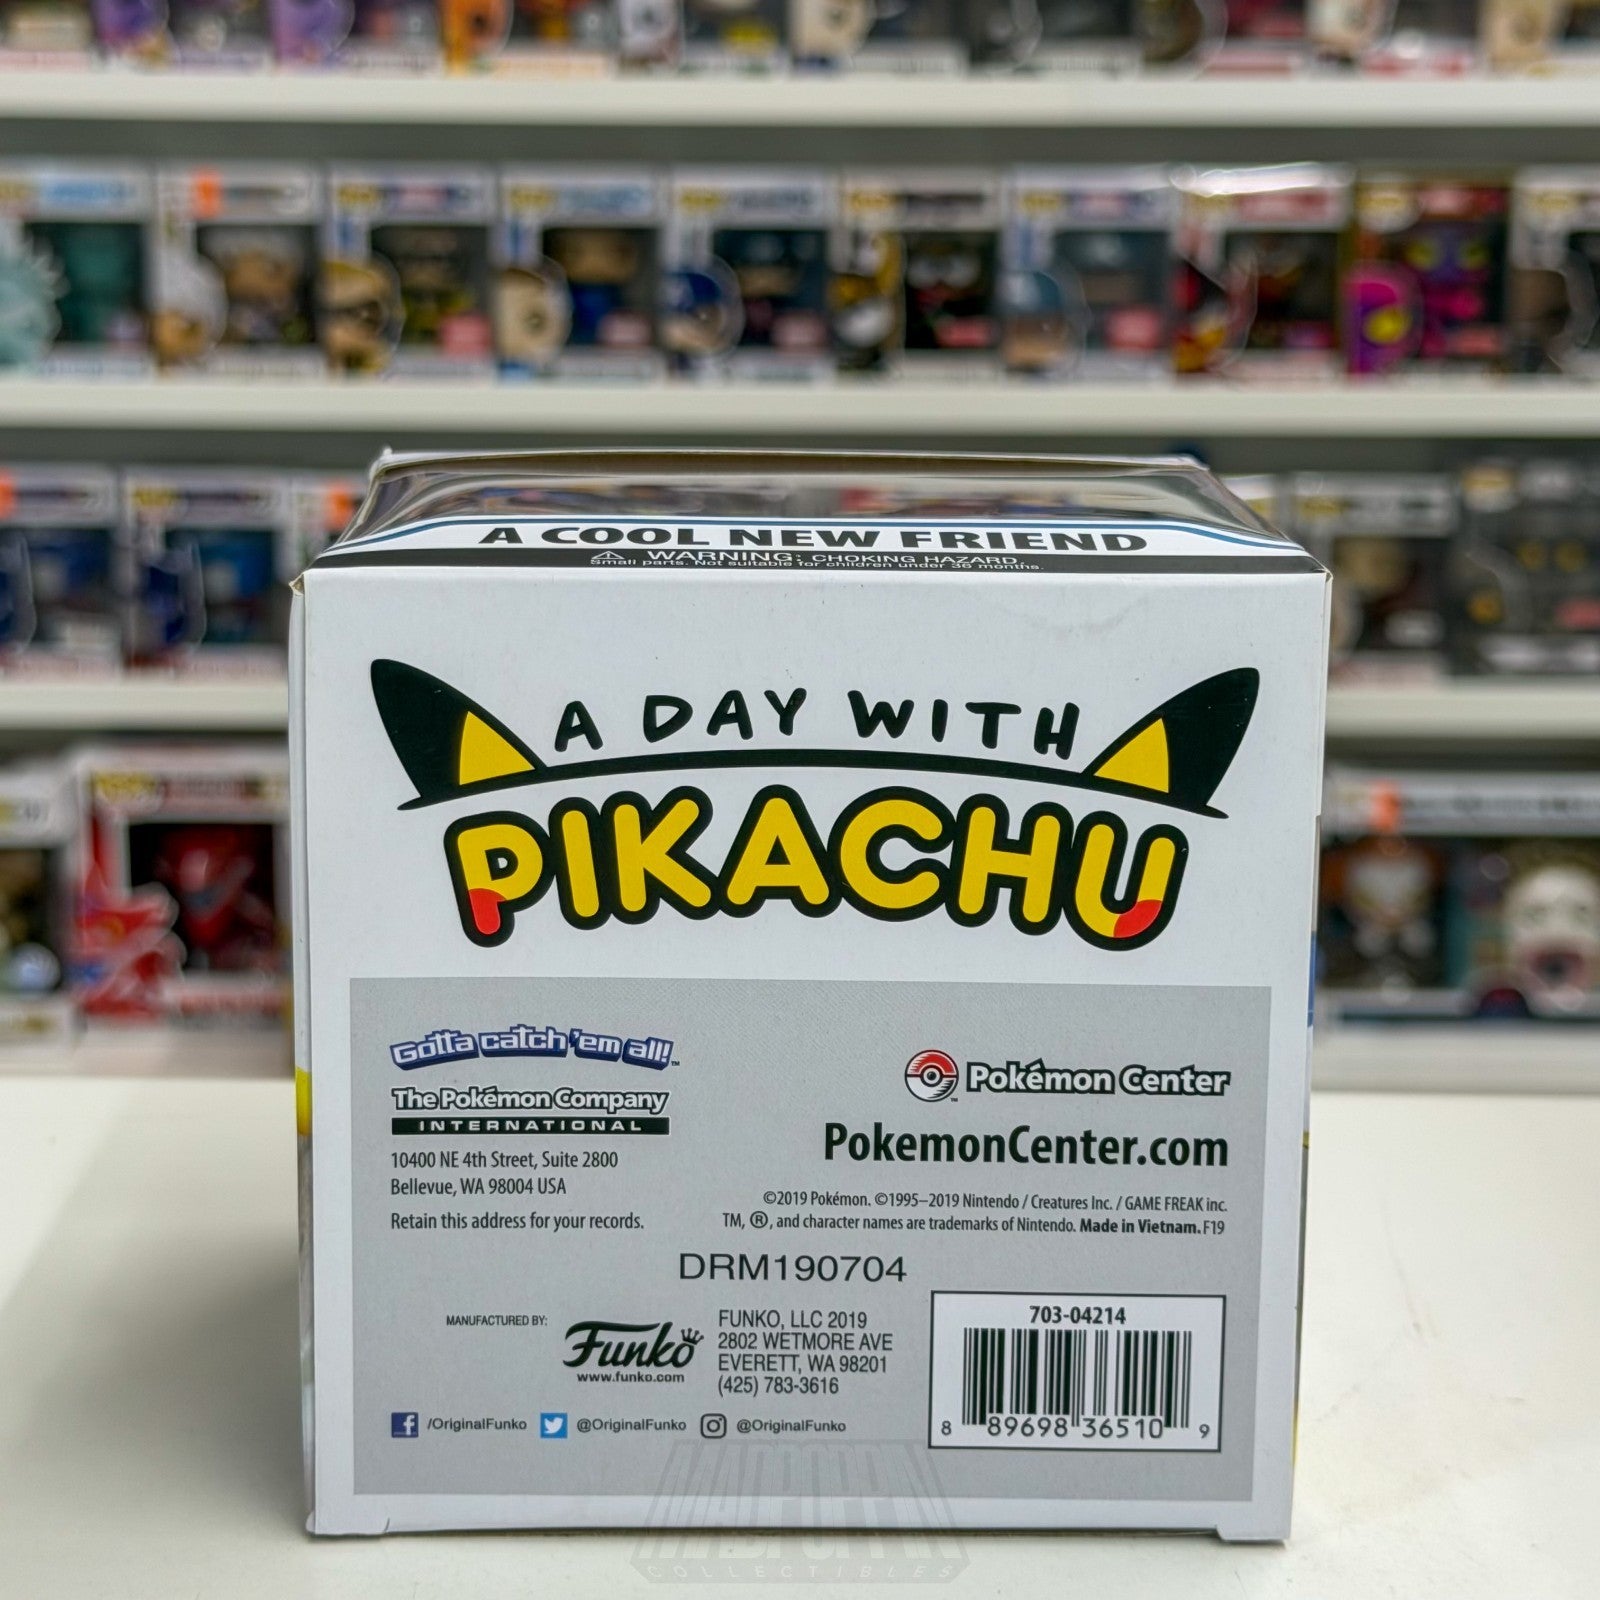 A COOL NEW FRIEND
⚠ WARNING: CHOKING HAZARD.
Small parts. Not suitable for children under 36 months.
A DAY WITH
PIKACHU
Gotta catch 'em all!™
The Pokémon Company
INTERNATIONAL
10400 NE 4th Street, Suite 2800
Bellevue, WA 98004 USA
Retain this address for your records.
Pokémon Center
PokemonCenter.com
©2019 Pokémon. ©1995–2019 Nintendo / Creatures Inc. / GAME FREAK inc.
TM, ®, and character names are trademarks of Nintendo. Made in Vietnam. F19
DRM190704
MANUFACTURED BY:
Funko
www.funko.com
FUNKO, LLC 2019
2802 WETMORE AVE
EVERETT, WA 98201
(425) 783-3616
/OriginalFunko @OriginalFunko @OriginalFunko
703-04214
8 89698 36510 9
MADPOPPIN
COLLECTIBLES